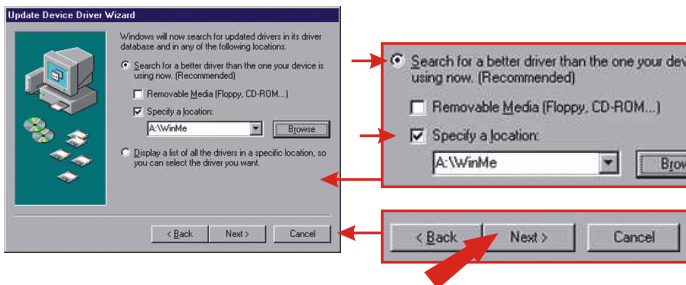 Update Device Driver Wizard
Windows will now search for updated drivers in its driver
database and in any of the following locations.
Search for a better driver than the one your device is
using now. (Recommended)
Removable Media (Floppy, CD-ROM...)
Specify a location:
A:\WinMe
Browse
Display a list of all the drivers in a specific location, so
you can select the driver you want.
< Back
Next >
Cancel
Search for a better driver than the one your dev
using now. (Recommended)
Removable Media (Floppy, CD-ROM...)
Specify a location:
A:\WinMe
Brow
< Back
Next >
Cancel